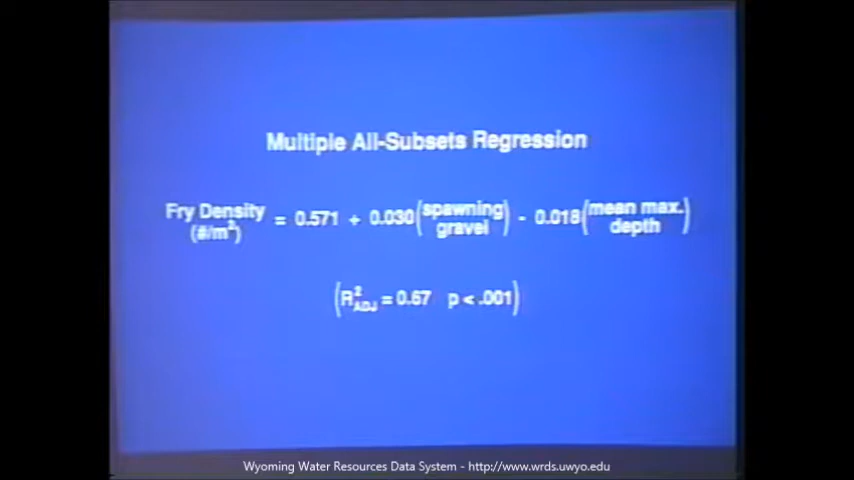 Multiple All-Subsets Regression
Fry Density (#/m²) = 0.571 + 0.030(spawning gravel) - 0.018(mean max. depth)
(R²ADJ = 0.67 p < .001)
Wyoming Water Resources Data System - http://www.wrds.uwyo.edu